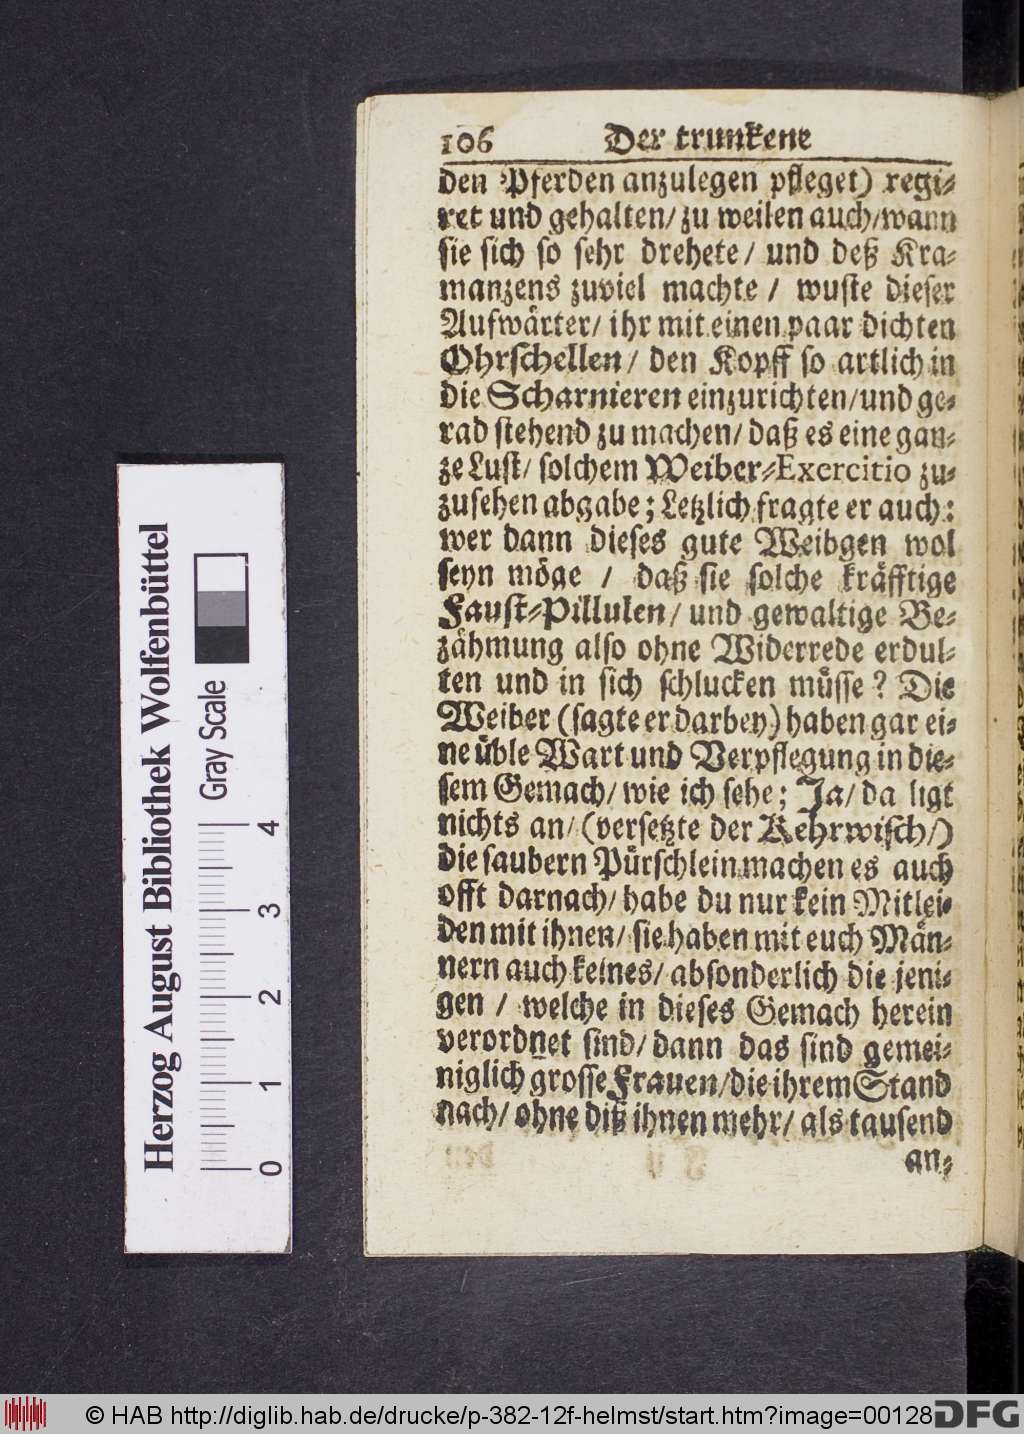 106 Der trunkene
den Pferden anzulegen pfleget) regi⸗
ret und gehalten/ zu weilen auch/ wann
sie sich so sehr drehete / und deß Kra⸗
manzens zuviel machte / wuste dieser
Aufwärter/ ihr mit einen paar dichten
Ohrschellen/ den Kopff so artlich in
die Scharnieren einzurichten/ und ge⸗
rad stehend zu machen/ daß es eine gan⸗
ze Lust/ solchem Weiber⸗Exercitio zu⸗
zusehen abgabe; Letzlich fragte er auch:
wer dann dieses gute Weibgen wol
seyn möge / daß sie solche kräfftige
Faust⸗Pillulen/ und gewaltige Be⸗
zähmung also ohne Widerrede erdul⸗
ten und in sich schlucken müsse? Die
Weiber (sagte er darbey) haben gar ei⸗
ne üble Wart und Verpflegung in die⸗
sem Gemach/ wie ich sehe; Ja/ da ligt
nichts an/ (versetzte der Kehrwisch/)
die saubern Pürschlein machen es auch
offt darnach/ habe du nur kein Mitlei⸗
den mit ihnen/ sie haben mit euch Män⸗
nern auch keines/ absonderlich die jeni⸗
gen / welche in dieses Gemach herein
verordnet sind/ dann das sind gemei⸗
niglich grosse Frauen/ die ihrem Stand
nach/ ohne diß ihnen mehr/ als tausend
an⸗
Herzog August Bibliothek Wolfenbüttel
Gray Scale
0 1 2 3 4
© HAB http://diglib.hab.de/drucke/p-382-12f-helmst/start.htm?image=00128
DFG